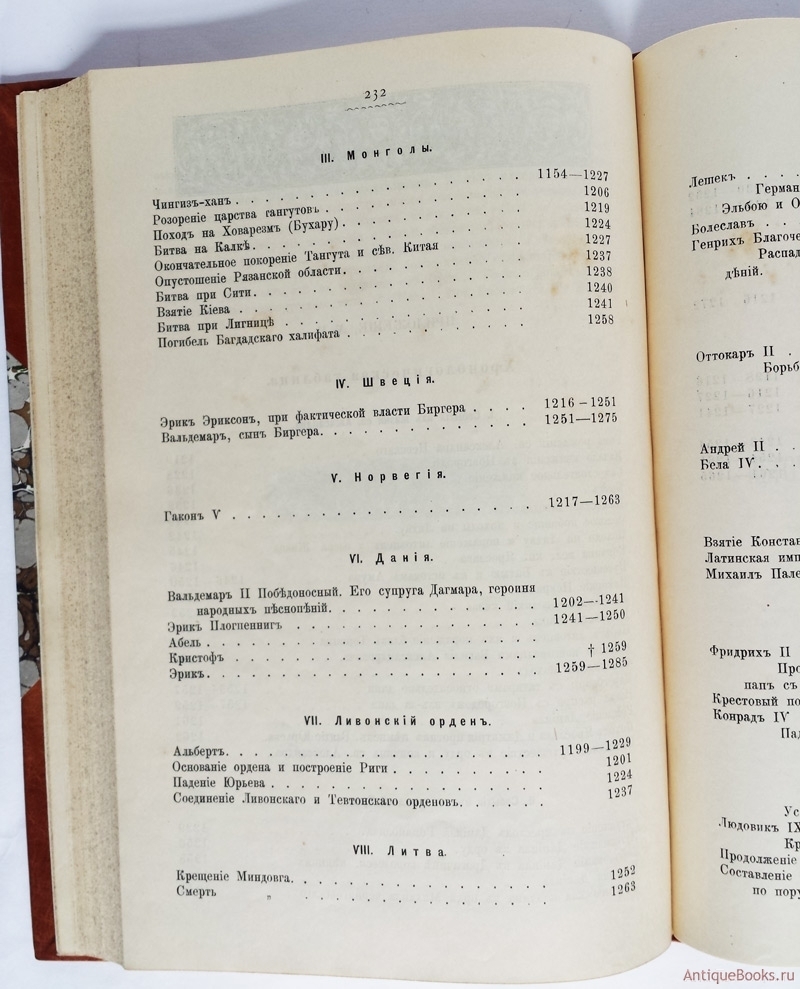 232
III. Монголы.
Чингизъ-ханъ . . . 1154—1227
Розореніе царства гангутовъ . . . 1206
Походъ на Ховарезмъ (Бухару) . . . 1219
Битва на Калкѣ. . . . 1224
Окончательное покореніе Тангута и сѣв. Китая . . . 1227
Опустошеніе Рязанской области . . . 1237
Битва при Сити . . . 1238
Взятіе Кіева . . . 1240
Битва при Лигницѣ . . . 1241
Погибель Багдадскаго халифата . . . 1258
IV. Швеція.
Эрикъ Эриксонъ, при фактической власти Биргера . . . . 1216—1251
Вальдемаръ, сынъ Биргера. . . . 1251—1275
V. Норвегія.
Гаконъ V . . . 1217—1263
VI. Данія.
Вальдемаръ II Побѣдоносный. Его супруга Дагмара, героиня
народныхъ пѣснопѣній. . . . 1202—1241
Эрикъ Плогпеннигъ . . . 1241—1250
Абель . . .
Кристофъ . . . † 1259
Эрикъ. . . . 1259—1285
VII. Ливонскій орденъ.
Альбертъ. . . . 1199—1229
Основаніе ордена и построеніе Риги . . . 1201
Паденіе Юрьева . . . 1224
Соединеніе Ливонскаго и Тевтонскаго орденовъ. . . . 1237
VIII. Литва.
Крещеніе Миндовга. . . . 1252
Смерть „ . . . 1263
Лешекъ . . . .
Герман
Эльбою и О
Болеславъ . .
Генрихъ Благоче
Распад
дѣній.
Оттокаръ II .
Борьб
Андрей II . .
Бела IV. . .
Взятіе Констан
Латинская имп
Михаилъ Пале
Фридрихъ II
Про
папъ съ
Крестовый по
Конрадъ IV
Пад
Ус
Людовикъ IX
Кр
Продолженіе
Составленіе
по пору
AntiqueBooks.ru